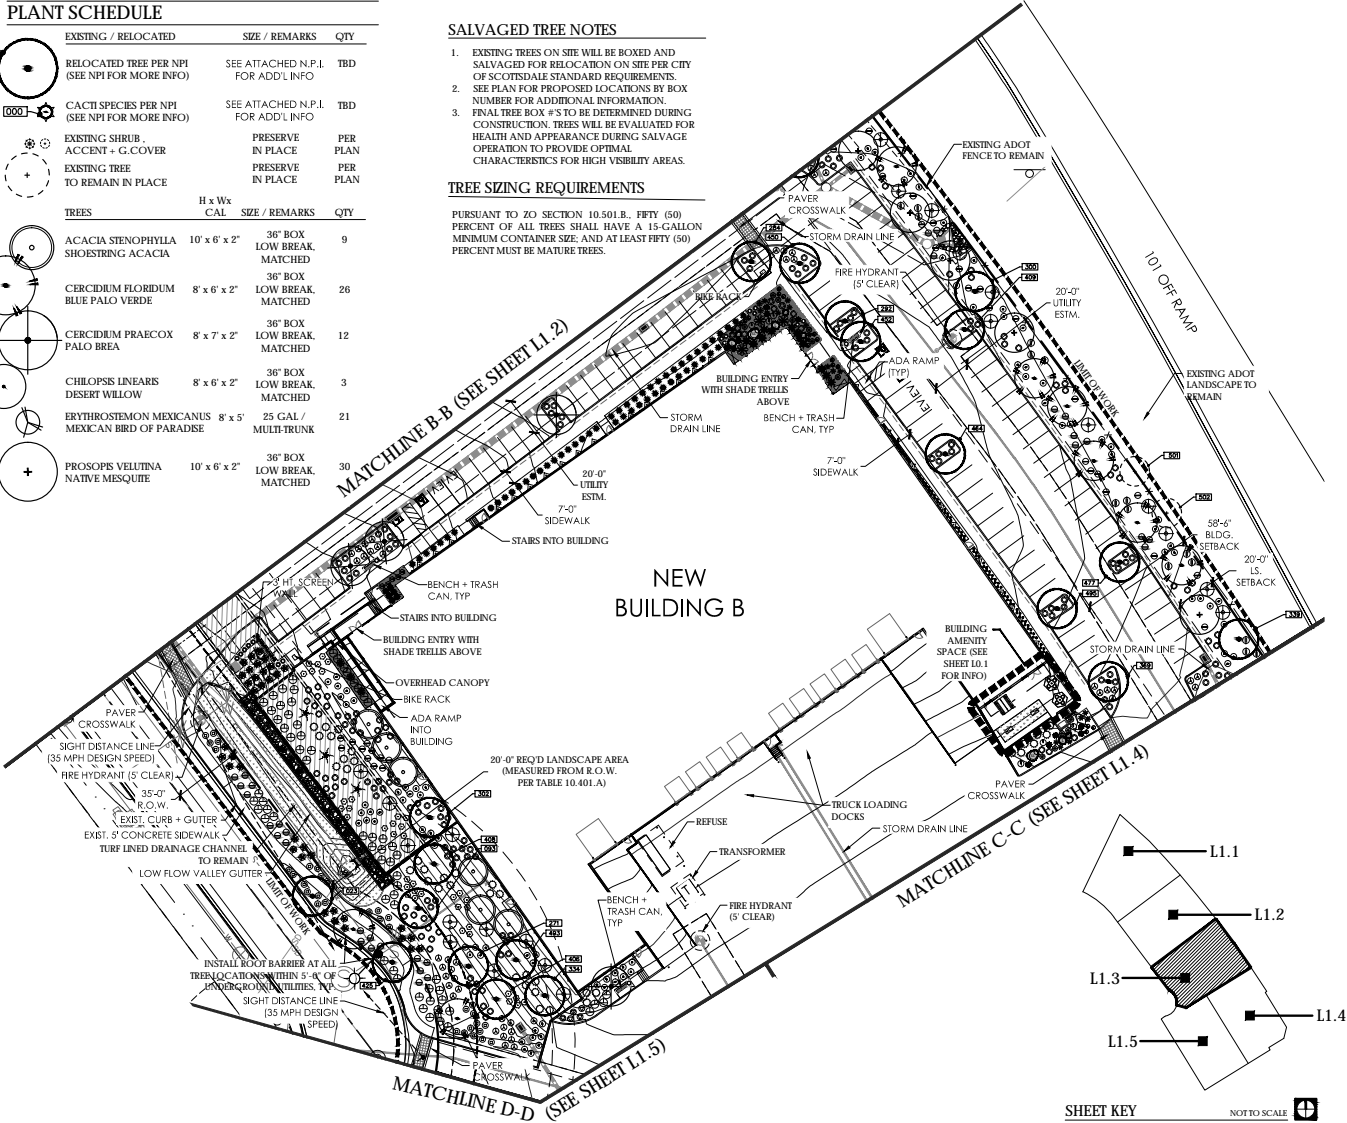 PLANT SCHEDULE
EXISTING / RELOCATED SIZE / REMARKS QTY
RELOCATED TREE PER NPI SEE ATTACHED N.P.I. TBD
(SEE NPI FOR MORE INFO) FOR ADD'L INFO
000 CACTI SPECIES PER NPI SEE ATTACHED N.P.I. TBD
(SEE NPI FOR MORE INFO) FOR ADD'L INFO
EXISTING SHRUB , PRESERVE PER
ACCENT + G.COVER IN PLACE PLAN
EXISTING TREE PRESERVE PER
TO REMAIN IN PLACE IN PLACE PLAN
H x Wx
TREES CAL SIZE / REMARKS QTY
36" BOX
ACACIA STENOPHYLLA 10' x 6' x 2" LOW BREAK, 9
SHOESTRING ACACIA MATCHED
36" BOX
CERCIDIUM FLORIDUM 8' x 6' x 2" LOW BREAK, 26
BLUE PALO VERDE MATCHED
36" BOX
CERCIDIUM PRAECOX 8' x 7' x 2" LOW BREAK, 12
PALO BREA MATCHED
36" BOX
CHILOPSIS LINEARIS 8' x 6' x 2" LOW BREAK, 3
DESERT WILLOW MATCHED
ERYTHROSTEMON MEXICANUS 8' x 5' 25 GAL / 21
MEXICAN BIRD OF PARADISE MULTI-TRUNK
36" BOX
PROSOPIS VELUTINA 10' x 6' x 2" LOW BREAK, 30
NATIVE MESQUITE MATCHED
SALVAGED TREE NOTES
1. EXISTING TREES ON SITE WILL BE BOXED AND
SALVAGED FOR RELOCATION ON SITE PER CITY
OF SCOTTSDALE STANDARD REQUIREMENTS.
2. SEE PLAN FOR PROPOSED LOCATIONS BY BOX
NUMBER FOR ADDITIONAL INFORMATION.
3. FINAL TREE BOX #'S TO BE DETERMINED DURING
CONSTRUCTION. TREES WILL BE EVALUATED FOR
HEALTH AND APPEARANCE DURING SALVAGE
OPERATION TO PROVIDE OPTIMAL
CHARACTERISTICS FOR HIGH VISIBILITY AREAS.
TREE SIZING REQUIREMENTS
PURSUANT TO ZO SECTION 10.501.B., FIFTY (50)
PERCENT OF ALL TREES SHALL HAVE A 15-GALLON
MINIMUM CONTAINER SIZE; AND AT LEAST FIFTY (50)
PERCENT MUST BE MATURE TREES.
EXISTING ADOT
FENCE TO REMAIN
PAVER
CROSSWALK
STORM DRAIN LINE
FIRE HYDRANT
(5' CLEAR)
BIKE RACK
20'-0"
UTILITY
ESTM.
101 OFF RAMP
LIMIT OF WORK
EXISTING ADOT
LANDSCAPE TO
REMAIN
ADA RAMP
(TYP)
BUILDING ENTRY
WITH SHADE TRELLIS
ABOVE
BENCH + TRASH
CAN, TYP
7'-0"
SIDEWALK
STORM
DRAIN LINE
MATCHLINE B-B (SEE SHEET L1.2)
20'-0"
UTILITY
ESTM.
7'-0"
SIDEWALK
STAIRS INTO BUILDING
58'-6"
BLDG.
SETBACK
20'-0"
LS.
SETBACK
NEW
BUILDING B
3' HT. SCREEN
WALL
BENCH + TRASH
CAN, TYP
STAIRS INTO BUILDING
BUILDING ENTRY WITH
SHADE TRELLIS ABOVE
OVERHEAD CANOPY
BIKE RACK
ADA RAMP
INTO
BUILDING
BUILDING
AMENITY
SPACE (SEE
SHEET L0.1
FOR INFO)
STORM DRAIN LINE
PAVER
CROSSWALK
SIGHT DISTANCE LINE
(35 MPH DESIGN SPEED)
FIRE HYDRANT (5' CLEAR)
35'-0"
R.O.W.
EXIST. CURB + GUTTER
EXIST. 5' CONCRETE SIDEWALK
TURF LINED DRAINAGE CHANNEL
TO REMAIN
LOW FLOW VALLEY GUTTER
LIMIT OF WORK
20'-0" REQ'D LANDSCAPE AREA
(MEASURED FROM R.O.W.
PER TABLE 10.401.A)
302
TRUCK LOADING
DOCKS
STORM DRAIN LINE
REFUSE
TRANSFORMER
FIRE HYDRANT
(5' CLEAR)
BENCH +
TRASH CAN,
TYP
PAVER
CROSSWALK
MATCHLINE C-C (SEE SHEET L1.4)
INSTALL ROOT BARRIER AT ALL
TREE LOCATIONS WITHIN 5'-0" OF
UNDERGROUND UTILITIES, TYP.
SIGHT DISTANCE LINE
(35 MPH DESIGN
SPEED)
PAVER
CROSSWALK
MATCHLINE D-D (SEE SHEET L1.5)
L1.1
L1.2
L1.3
L1.4
L1.5
SHEET KEY NOT TO SCALE